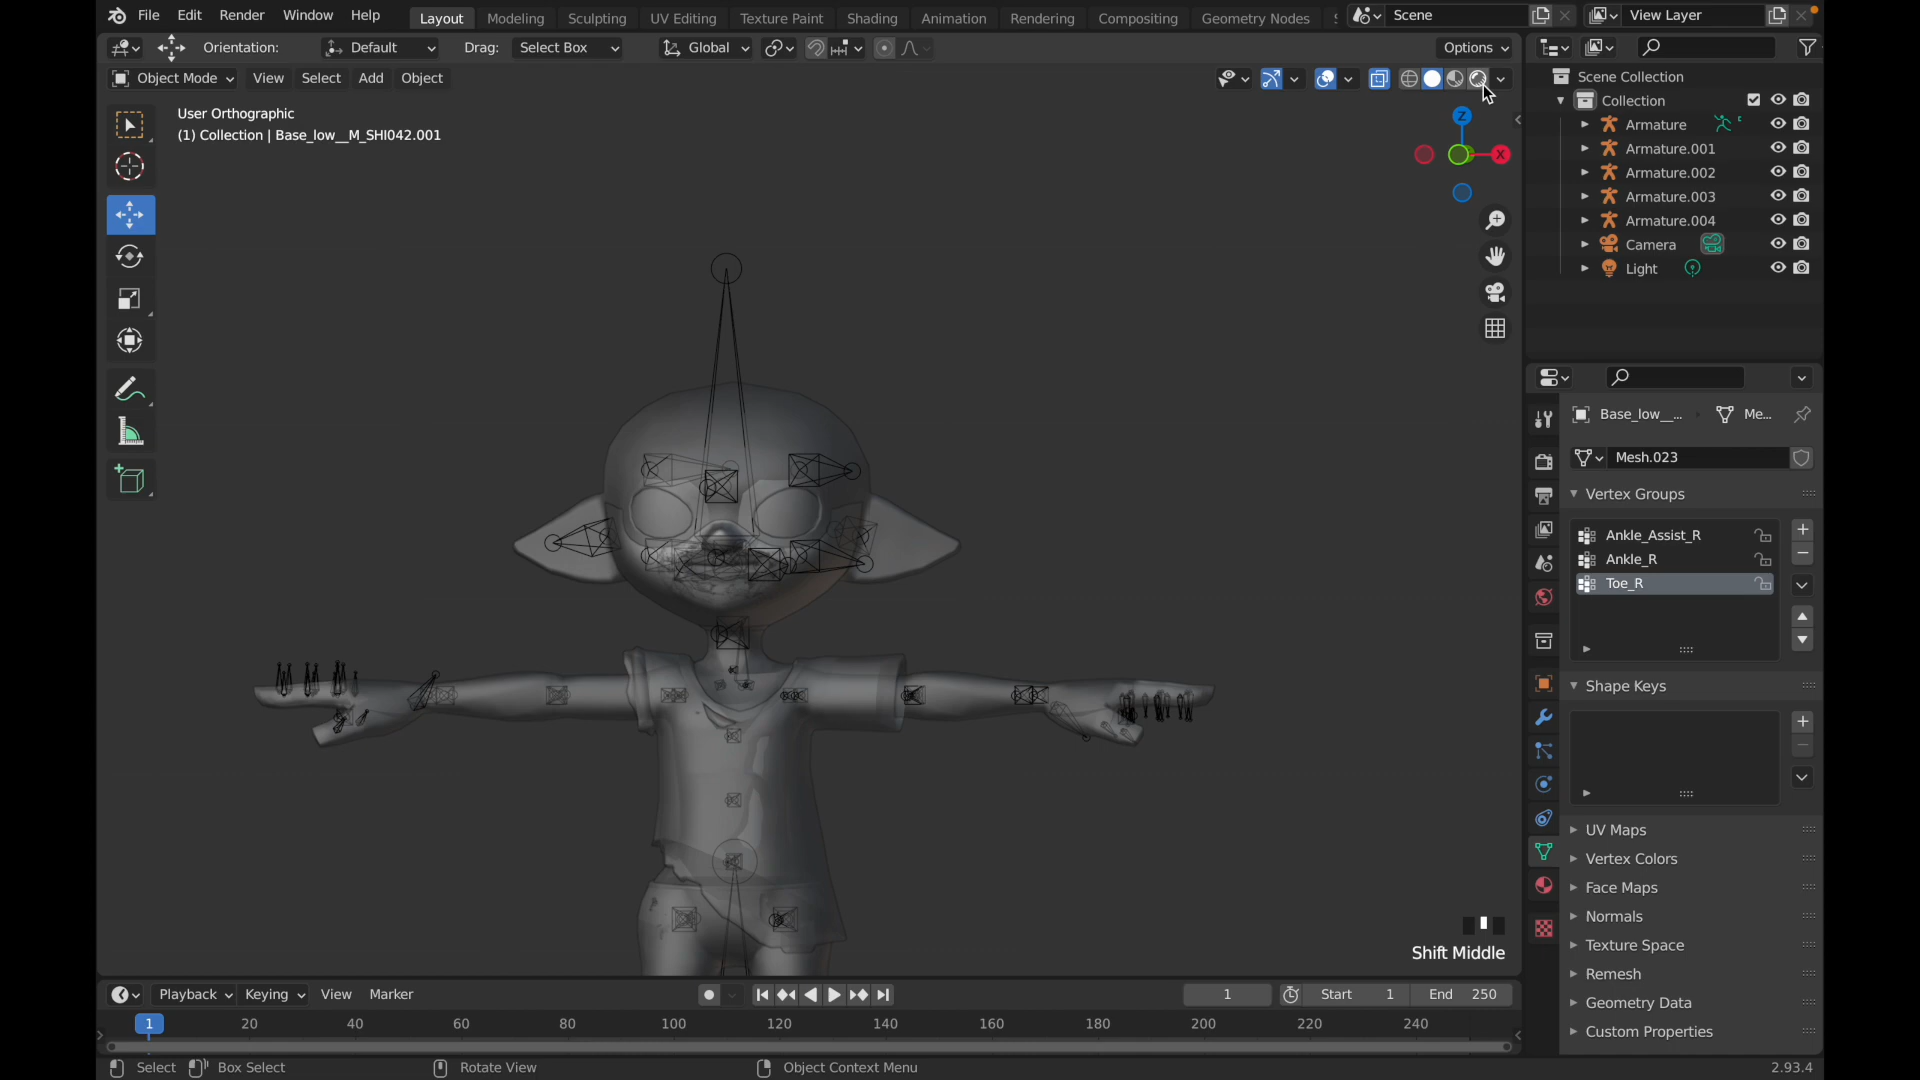 File Edit Render Window Help Layout Modeling Sculpting UV Editing Texture Paint Shading Animation Rendering Compositing Geometry Nodes Scene View Layer
Orientation: Default Drag: Select Box Global Options
Object Mode View Select Add Object
User Orthographic
(1) Collection | Base_low__M_SHI042.001
Z
X
Shift Middle
Scene Collection
Collection
Armature
Armature.001
Armature.002
Armature.003
Armature.004
Camera
Light
Base_low__... Me...
Mesh.023
Vertex Groups
Ankle_Assist_R
Ankle_R
Toe_R
Shape Keys
UV Maps
Vertex Colors
Face Maps
Normals
Texture Space
Remesh
Geometry Data
Custom Properties
Playback Keying View Marker 1 Start 1 End 250
1 20 40 60 80 100 120 140 160 180 200 220 240
Select Box Select Rotate View Object Context Menu 2.93.4